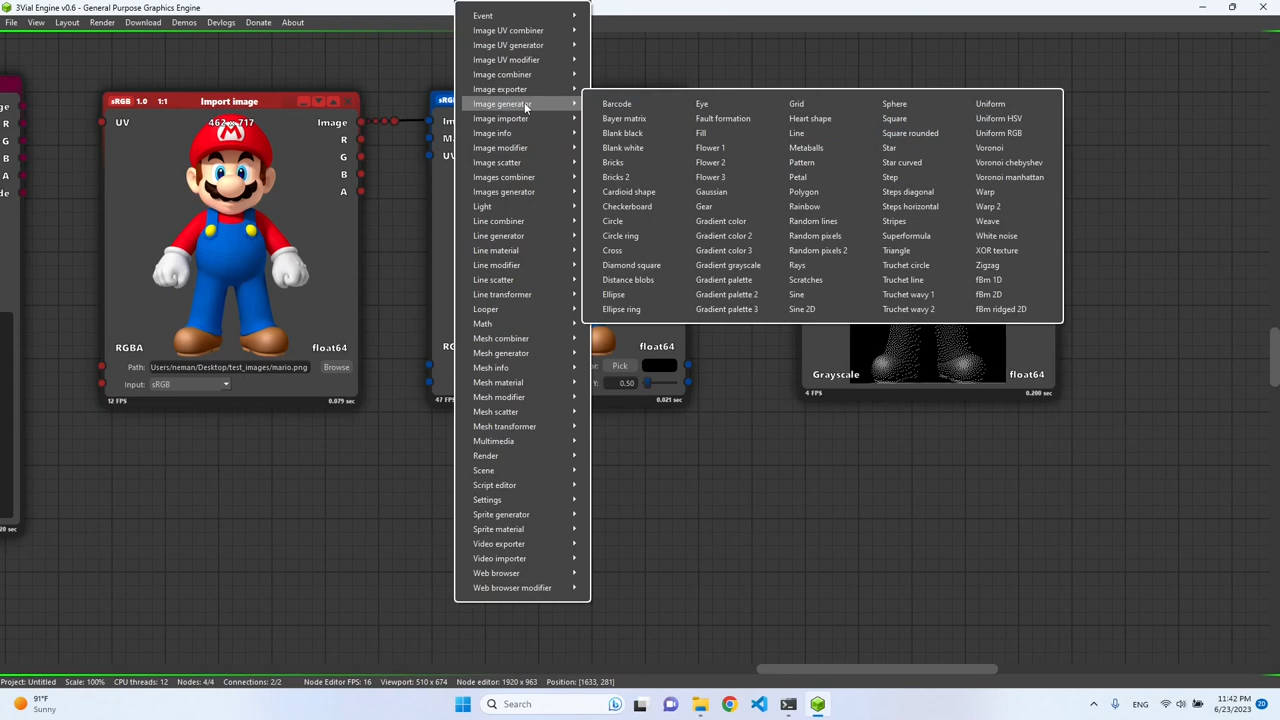 3Vial Engine v0.6 - General Purpose Graphics Engine
File View Layout Render Download Demos Devlogs Donate About
sRGB 1.0 1:1 Import image
UV 462 x 717 Image
R
G
B
A
RGBA float64
Path: Users/neman/Desktop/test_images/mario.png Browse
Input: sRGB
12 FPS 0.079 sec
R
G
B
A
Event
Image UV combiner
Image UV generator
Image UV modifier
Image combiner
Image exporter
Image generator
Image importer
Image info
Image modifier
Image scatter
Images combiner
Images generator
Light
Line combiner
Line generator
Line material
Line modifier
Line scatter
Line transformer
Looper
Math
Mesh combiner
Mesh generator
Mesh info
Mesh material
Mesh modifier
Mesh scatter
Mesh transformer
Multimedia
Render
Scene
Script editor
Settings
Sprite generator
Sprite material
Video exporter
Video importer
Web browser
Web browser modifier
Barcode Eye Grid Sphere Uniform
Bayer matrix Fault formation Heart shape Square Uniform HSV
Blank black Fill Line Square rounded Uniform RGB
Blank white Flower 1 Metaballs Star Voronoi
Bricks Flower 2 Pattern Star curved Voronoi chebyshev
Bricks 2 Flower 3 Petal Step Voronoi manhattan
Cardioid shape Gaussian Polygon Steps diagonal Warp
Checkerboard Gear Rainbow Steps horizontal Warp 2
Circle Gradient color Random lines Stripes Weave
Circle ring Gradient color 2 Random pixels Superformula White noise
Cross Gradient color 3 Random pixels 2 Triangle XOR texture
Diamond square Gradient grayscale Rays Truchet circle Zigzag
Distance blobs Gradient palette Scratches Truchet line fBm 1D
Ellipse Gradient palette 2 Sine Truchet wavy 1 fBm 2D
Ellipse ring Gradient palette 3 Sine 2D Truchet wavy 2 fBm ridged 2D
float64
Pick
Y: 0.50
47 FPS 0.021 sec
Grayscale float64
4 FPS 0.200 sec
Project: Untitled Scale: 100% CPU threads: 12 Nodes: 4/4 Connections: 2/2 Node Editor FPS: 16 Viewport: 510 x 674 Node editor: 1920 x 963 Position: [1633, 281]
91°F
Sunny
Search
ENG
11:42 PM
6/23/2023
20